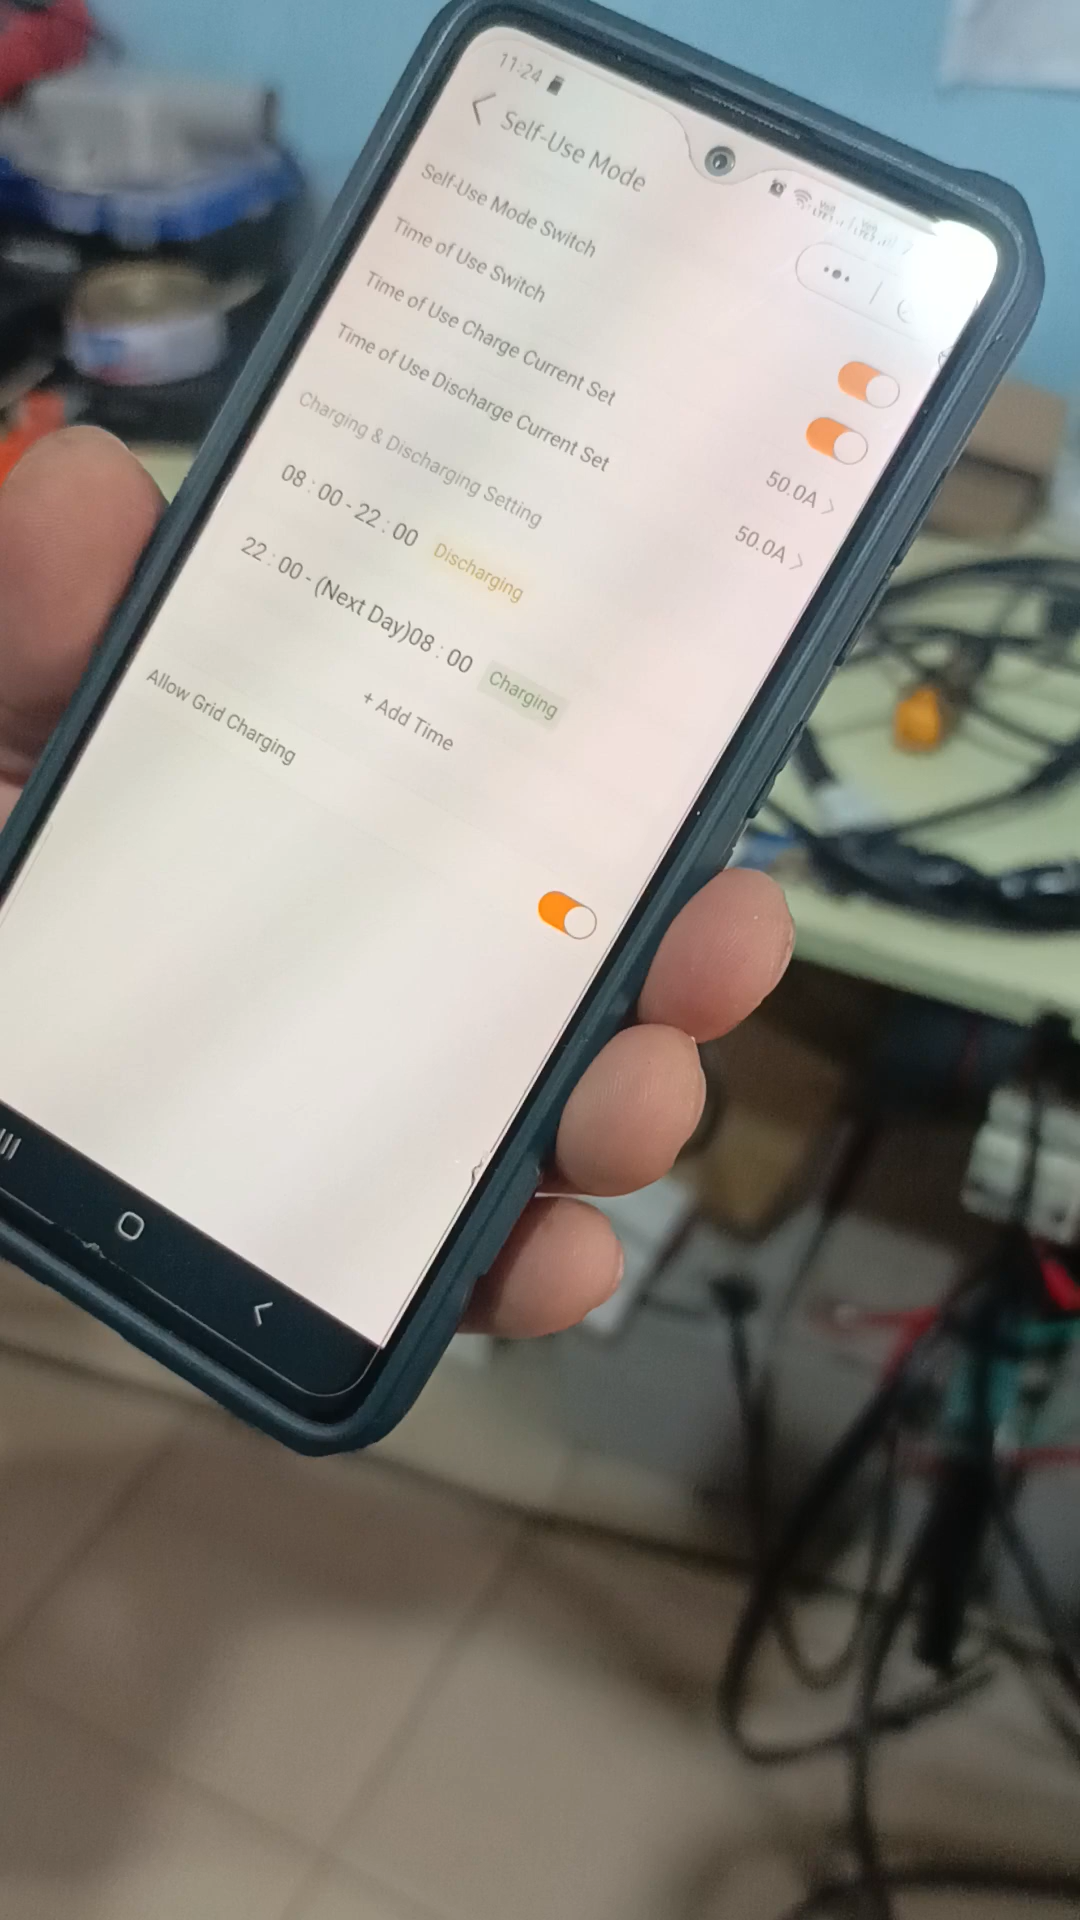 11:24
Self-Use Mode
Self-Use Mode Switch
Time of Use Switch
Time of Use Charge Current Set
50.0A
Time of Use Discharge Current Set
50.0A
Charging & Discharging Setting
08 : 00 - 22 : 00 Discharging
22 : 00 - (Next Day)08 : 00 Charging
+ Add Time
Allow Grid Charging